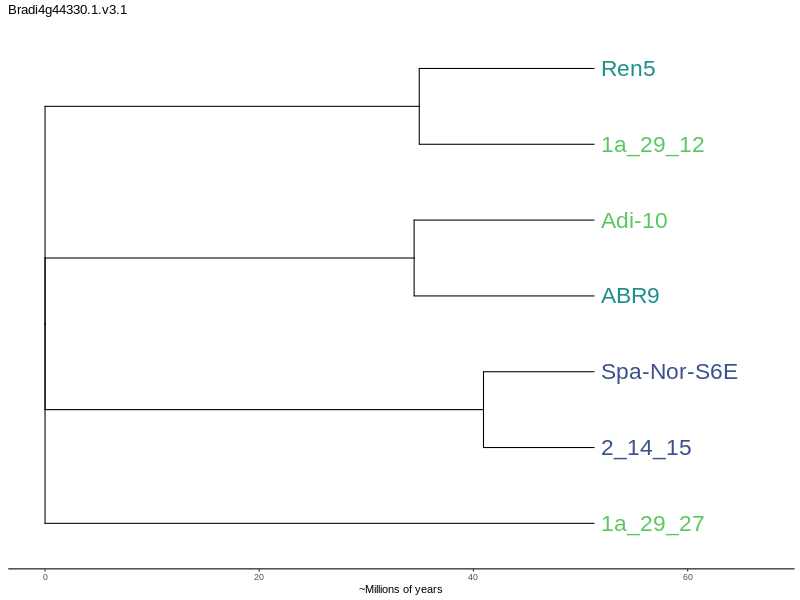 Bradi4g44330.1.v3.1
Ren5
1a_29_12
Adi-10
ABR9
Spa-Nor-S6E
2_14_15
1a_29_27
0 20 40 60
~Millions of years